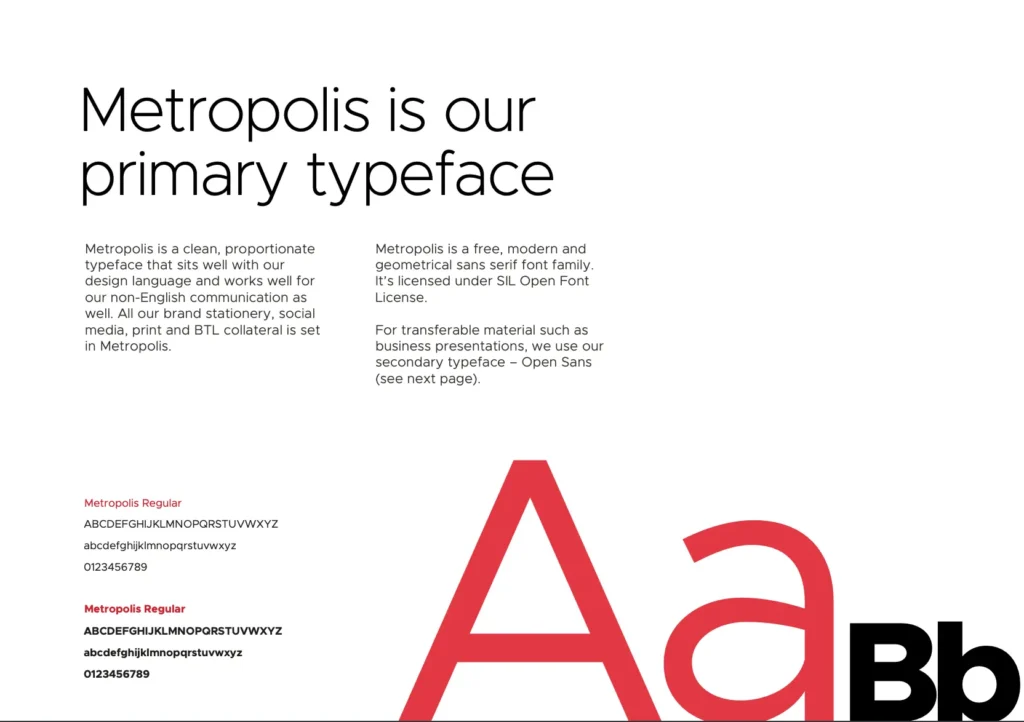 Metropolis is our
primary typeface
Metropolis is a clean, proportionate
typeface that sits well with our
design language and works well for
our non-English communication as
well. All our brand stationery, social
media, print and BTL collateral is set
in Metropolis.
Metropolis is a free, modern and
geometrical sans serif font family.
It's licensed under SIL Open Font
License.
For transferable material such as
business presentations, we use our
secondary typeface – Open Sans
(see next page).
Metropolis Regular
ABCDEFGHIJKLMNOPQRSTUVWXYZ
abcdefghijklmnopqrstuvwxyz
0123456789
Metropolis Regular
ABCDEFGHIJKLMNOPQRSTUVWXYZ
abcdefghijklmnopqrstuvwxyz
0123456789
Aa
Bb